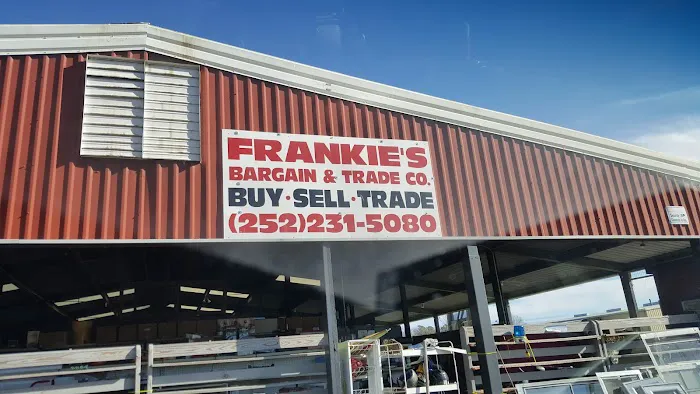 FRANKIE'S
BARGAIN & TRADE CO.
BUY·SELL·TRADE
(252)231-5080